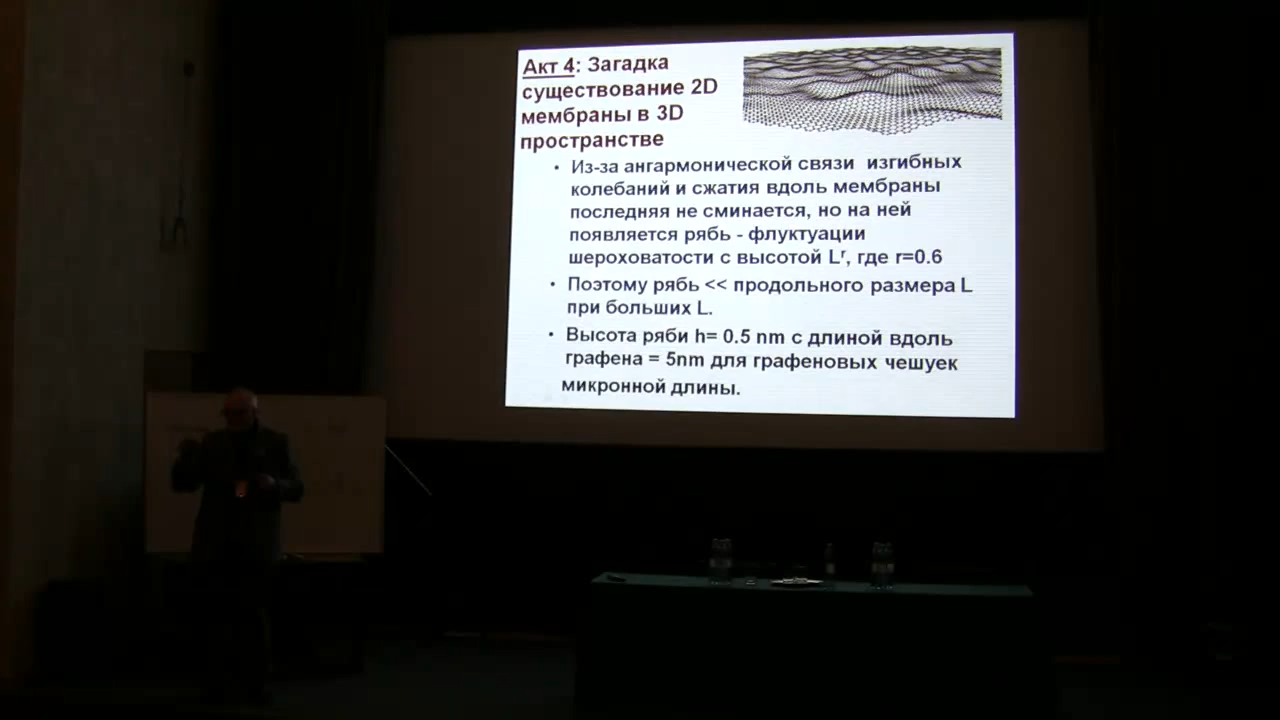 Акт 4: Загадка
существование 2D
мембраны в 3D
пространстве
• Из-за ангармонической связи изгибных
колебаний и сжатия вдоль мембраны
последняя не сминается, но на ней
появляется рябь - флуктуации
шероховатости с высотой Lʳ, где r=0.6
• Поэтому рябь << продольного размера L
при больших L.
• Высота ряби h= 0.5 nm с длиной вдоль
графена = 5nm для графеновых чешуек
микронной длины.